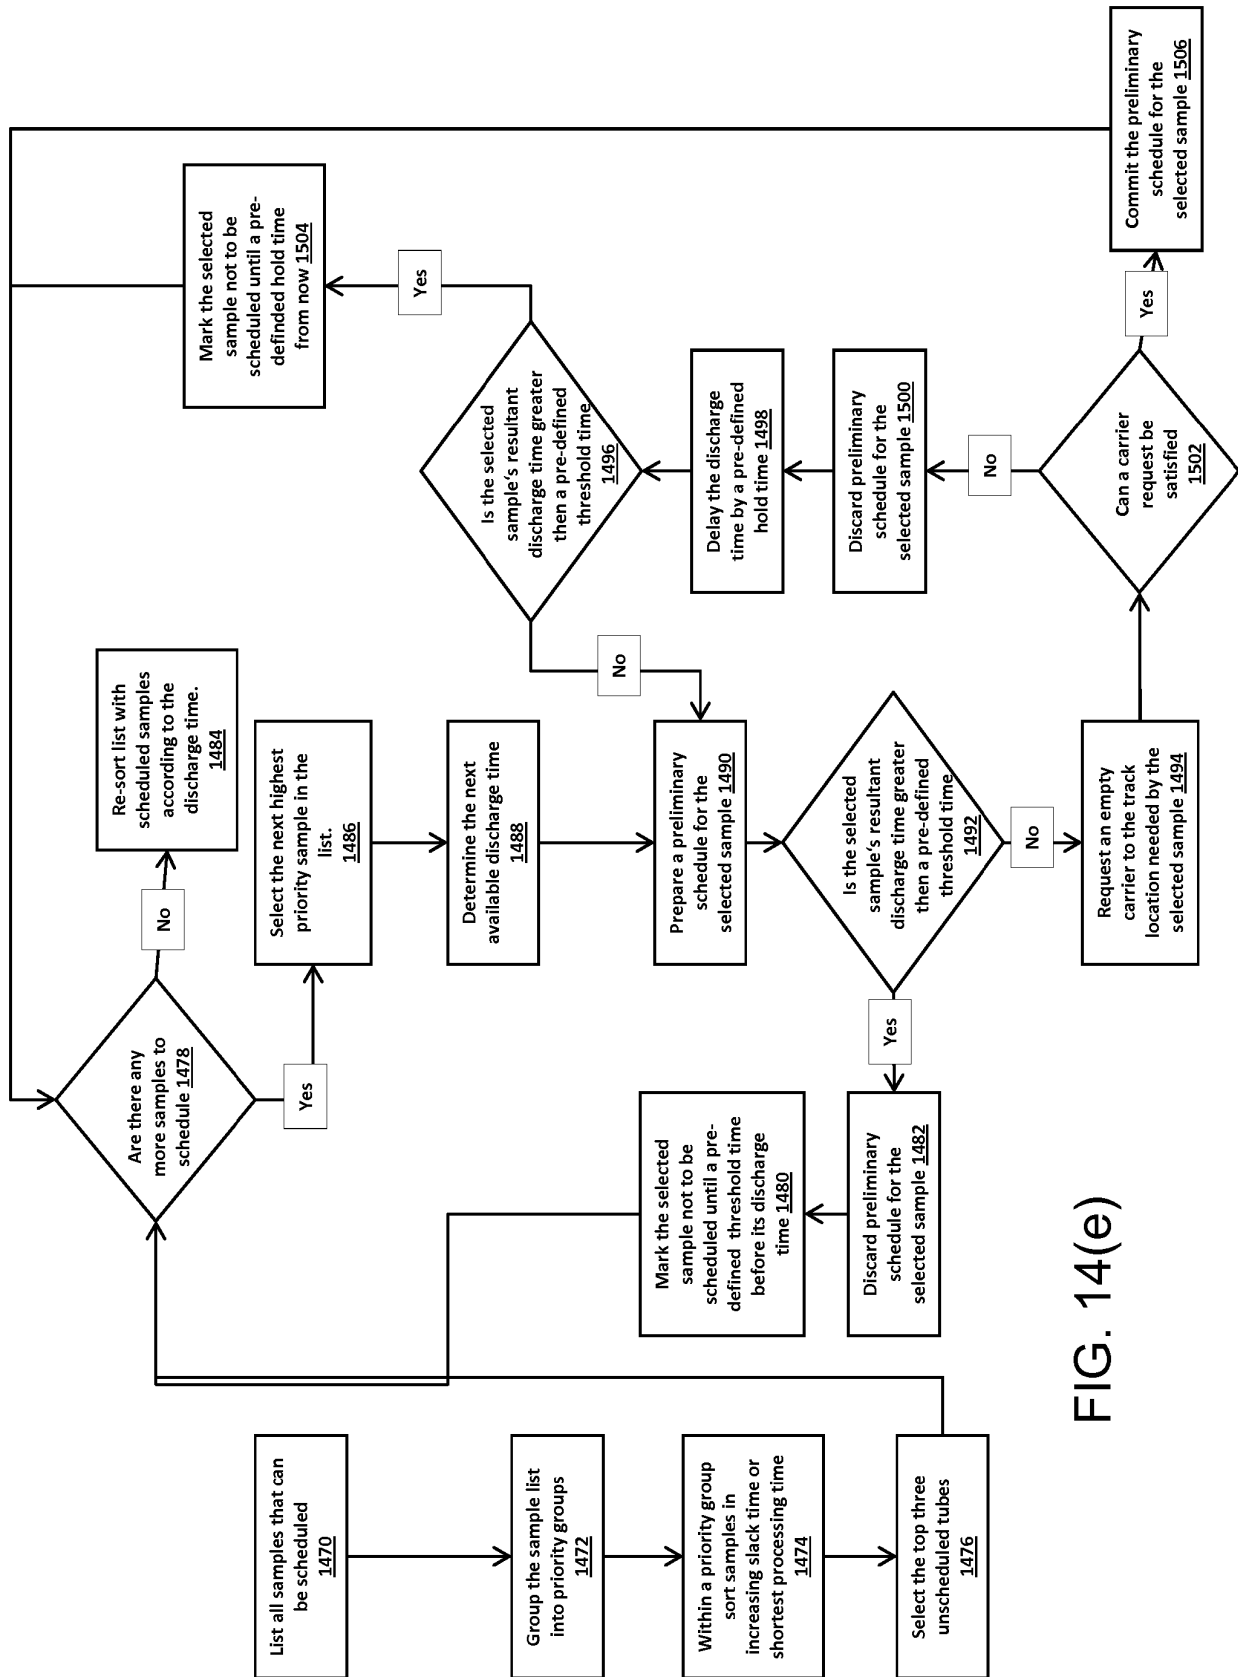 List all samples that can
be scheduled
1470
Group the sample list
into priority groups
1472
Within a priority group
sort samples in
increasing slack time or
shortest processing time
1474
Select the top three
unscheduled tubes
1476
Are there any
more samples to
schedule 1478
No
Re-sort list with
scheduled samples
according to the
discharge time.
1484
Yes
Select the next highest
priority sample in the
list.
1486
Determine the next
available discharge time
1488
Prepare a preliminary
schedule for the
selected sample 1490
Is the selected
sample's resultant
discharge time greater
then a pre-defined
threshold time
1492
Yes
Discard preliminary
schedule for the
selected sample 1482
Mark the selected
sample not to be
scheduled until a pre-
defined threshold time
before its discharge
time 1480
No
Request an empty
carrier to the track
location needed by the
selected sample 1494
Can a carrier
request be
satisfied
1502
No
Discard preliminary
schedule for the
selected sample 1500
Delay the discharge
time by a pre-defined
hold time 1498
Is the selected
sample's resultant
discharge time greater
then a pre-defined
threshold time
1496
No
Yes
Mark the selected
sample not to be
scheduled until a pre-
definded hold time
from now 1504
Yes
Commit the preliminary
schedule for the
selected sample 1506
FIG. 14(e)